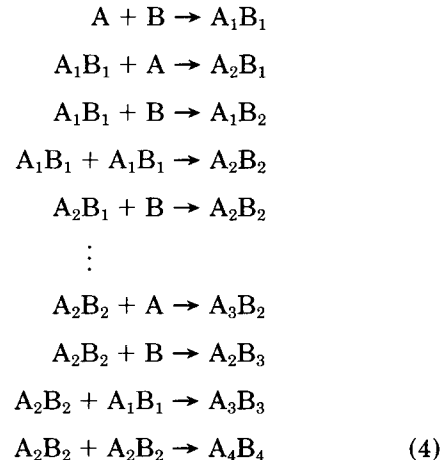 A + B → A₁B₁
A₁B₁ + A → A₂B₁
A₁B₁ + B → A₁B₂
A₁B₁ + A₁B₁ → A₂B₂
A₂B₁ + B → A₂B₂
⋮
A₂B₂ + A → A₃B₂
A₂B₂ + B → A₂B₃
A₂B₂ + A₁B₁ → A₃B₃
A₂B₂ + A₂B₂ → A₄B₄ (4)